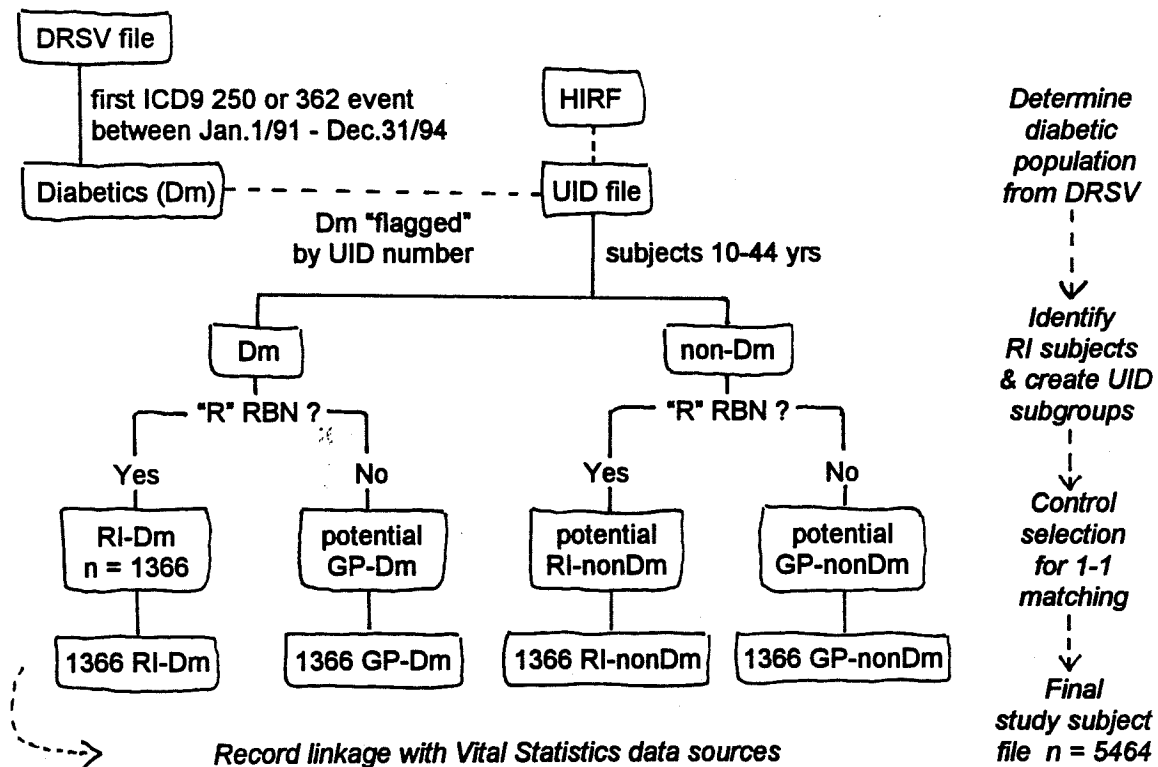 DRSV file
first ICD9 250 or 362 event
between Jan.1/91 - Dec.31/94
HIRF
Diabetics (Dm)
UID file
Dm "flagged"
by UID number
subjects 10-44 yrs
Dm
non-Dm
"R" RBN ?
"R" RBN ?
Yes
No
Yes
No
RI-Dm
n = 1366
potential
GP-Dm
potential
RI-nonDm
potential
GP-nonDm
1366 RI-Dm
1366 GP-Dm
1366 RI-nonDm
1366 GP-nonDm
Record linkage with Vital Statistics data sources
Determine
diabetic
population
from DRSV
Identify
RI subjects
& create UID
subgroups
Control
selection
for 1-1
matching
Final
study subject
file n = 5464